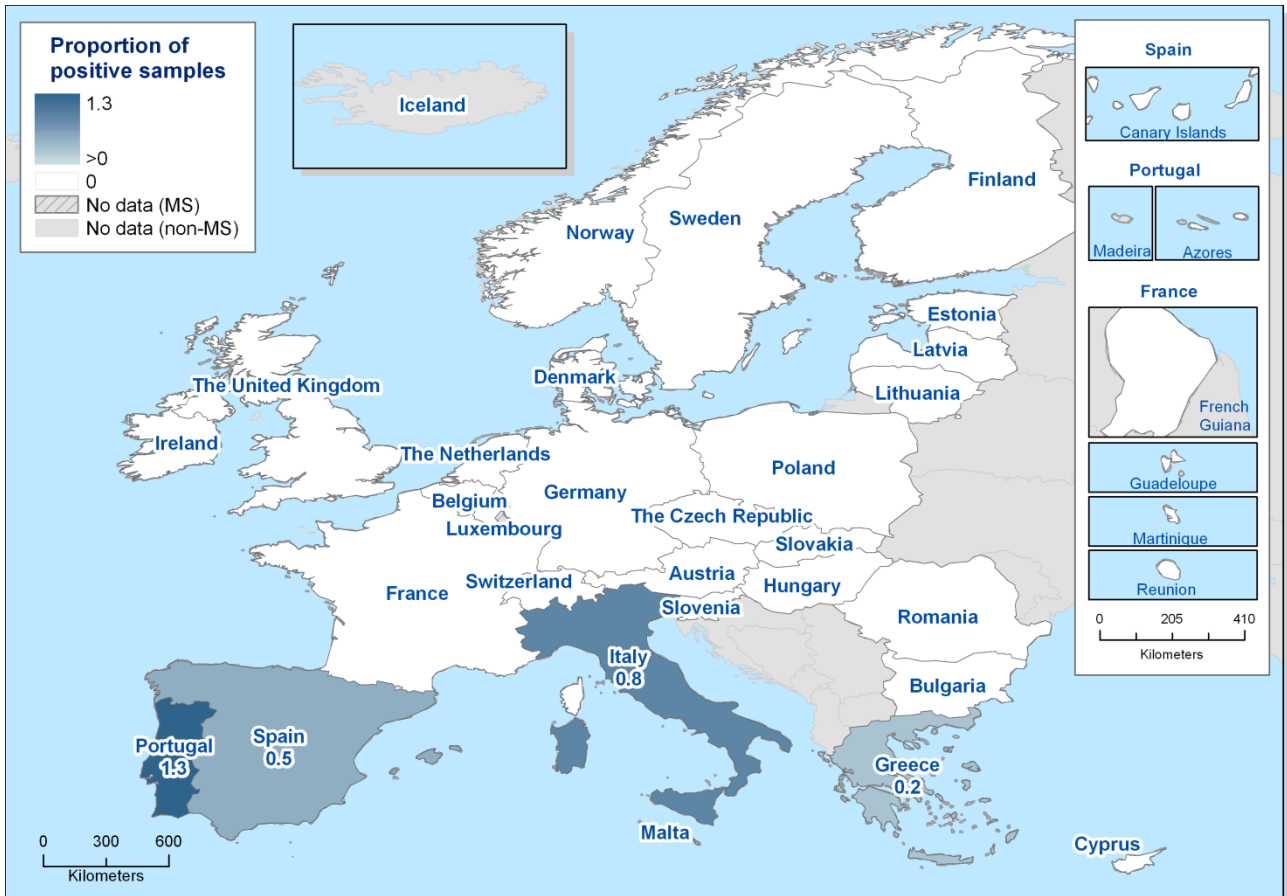 Proportion of
positive samples
1.3
>0
0
No data (MS)
No data (non-MS)
Iceland
Norway
Sweden
Finland
Estonia
Latvia
Lithuania
Denmark
The United Kingdom
Ireland
The Netherlands
Belgium
Luxembourg
Germany
Poland
The Czech Republic
Slovakia
Austria
Hungary
Switzerland
France
Slovenia
Romania
Bulgaria
Italy
0.8
Portugal
1.3
Spain
0.5
Greece
0.2
Malta
Cyprus
0 300 600
Kilometers
Spain
Canary Islands
Portugal
Madeira
Azores
France
French
Guiana
Guadeloupe
Martinique
Reunion
0 205 410
Kilometers